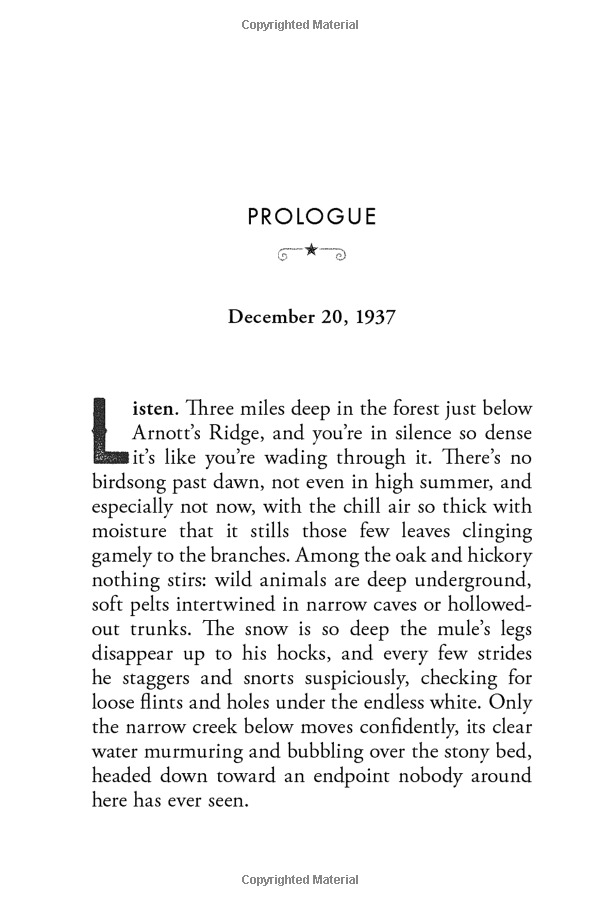 Copyrighted Material
PROLOGUE
December 20, 1937
Listen. Three miles deep in the forest just below
Arnott’s Ridge, and you’re in silence so dense
it’s like you’re wading through it. There’s no
birdsong past dawn, not even in high summer, and
especially not now, with the chill air so thick with
moisture that it stills those few leaves clinging
gamely to the branches. Among the oak and hickory
nothing stirs: wild animals are deep underground,
soft pelts intertwined in narrow caves or hollowed-
out trunks. The snow is so deep the mule’s legs
disappear up to his hocks, and every few strides
he staggers and snorts suspiciously, checking for
loose flints and holes under the endless white. Only
the narrow creek below moves confidently, its clear
water murmuring and bubbling over the stony bed,
headed down toward an endpoint nobody around
here has ever seen.
Copyrighted Material